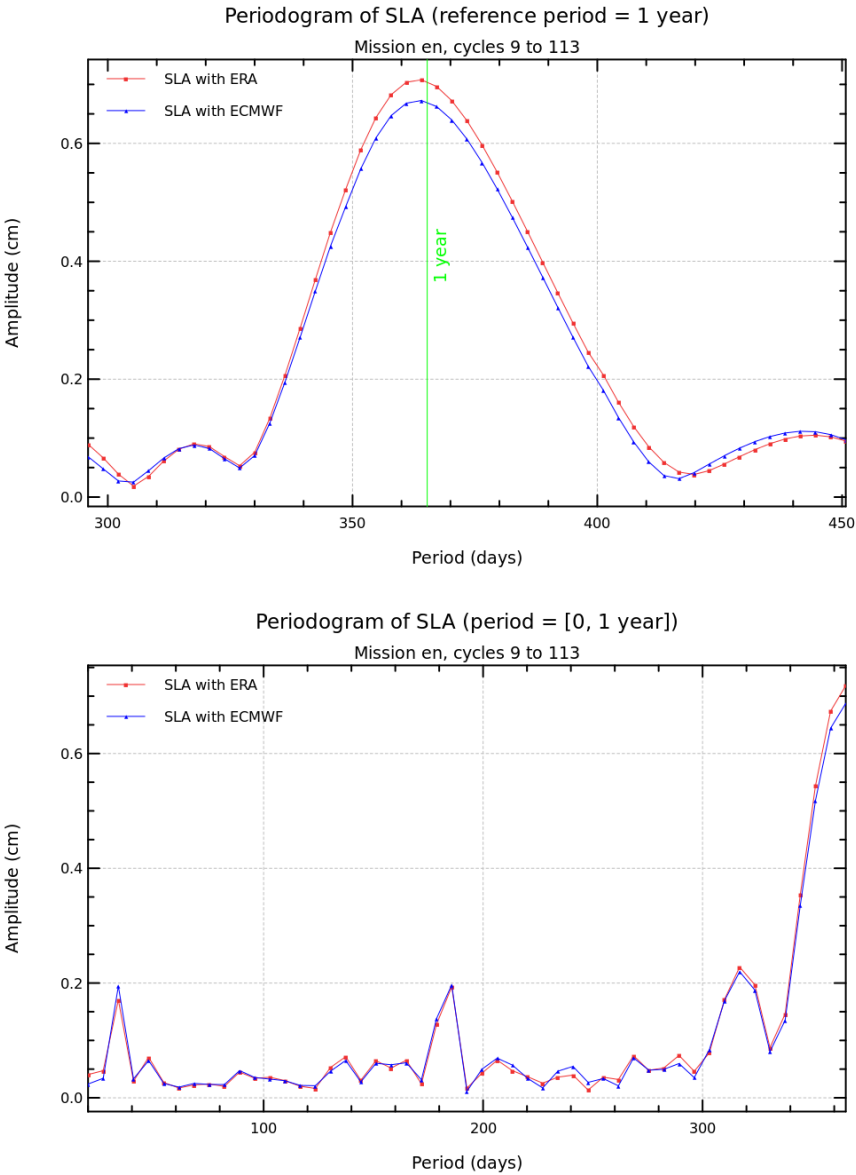 Periodogram of SLA (reference period = 1 year)
Mission en, cycles 9 to 113
SLA with ERA
SLA with ECMWF
0.6
0.4
0.2
0.0
Amplitude (cm)
1 year
300 350 400 450
Period (days)
Periodogram of SLA (period = [0, 1 year])
Mission en, cycles 9 to 113
SLA with ERA
SLA with ECMWF
0.6
0.4
0.2
0.0
Amplitude (cm)
100 200 300
Period (days)